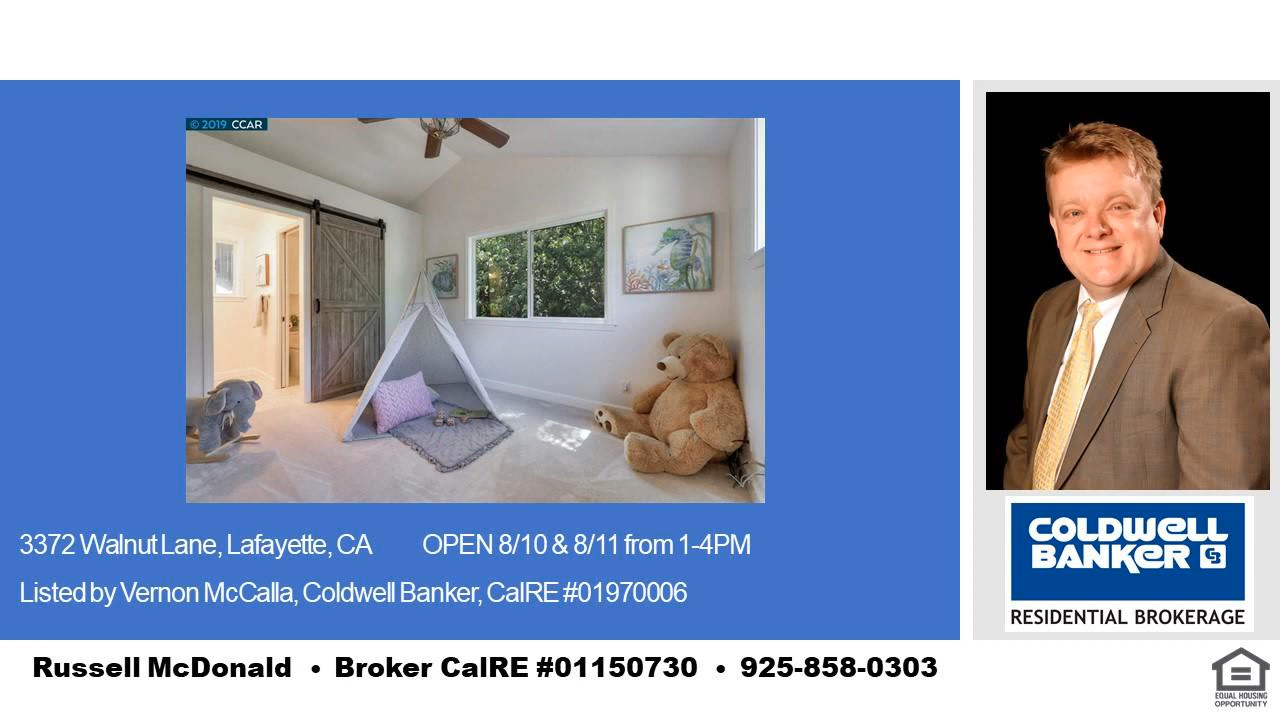 © 2019 CCAR
3372 Walnut Lane, Lafayette, CA OPEN 8/10 & 8/11 from 1-4PM
Listed by Vernon McCalla, Coldwell Banker, CalRE #01970006
COLDWELL
BANKER CB
RESIDENTIAL BROKERAGE
Russell McDonald • Broker CalRE #01150730 • 925-858-0303
EQUAL HOUSING
OPPORTUNITY